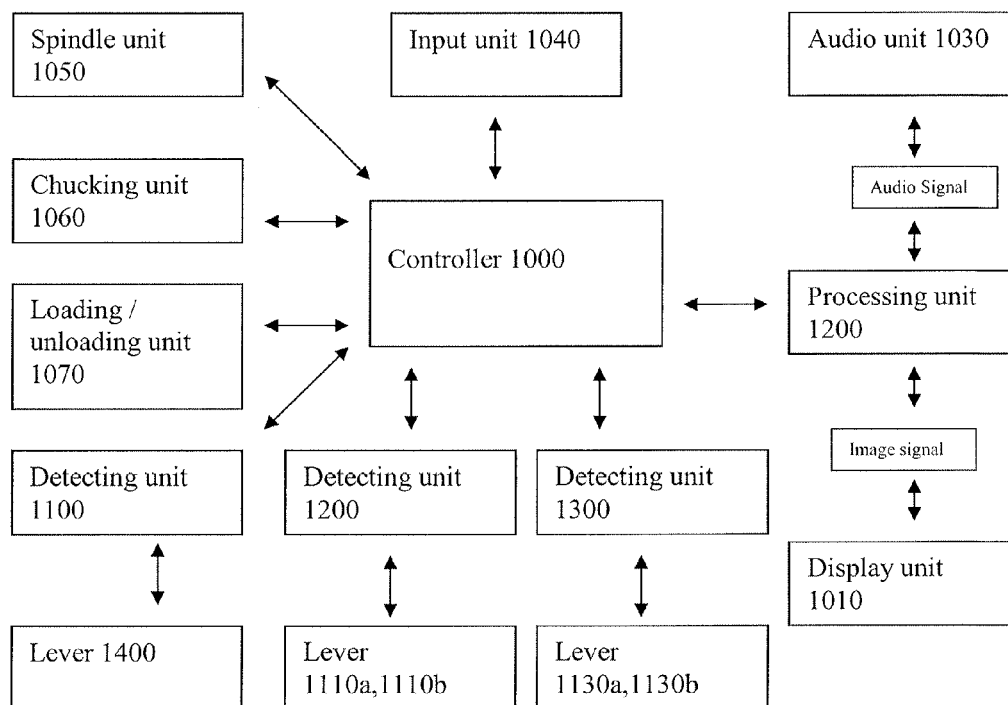 Spindle unit
1050
Input unit 1040
Audio unit 1030
Chucking unit
1060
Audio Signal
Controller 1000
Loading /
unloading unit
1070
Processing unit
1200
Image signal
Detecting unit
1100
Detecting unit
1200
Detecting unit
1300
Display unit
1010
Lever 1400
Lever
1110a,1110b
Lever
1130a,1130b